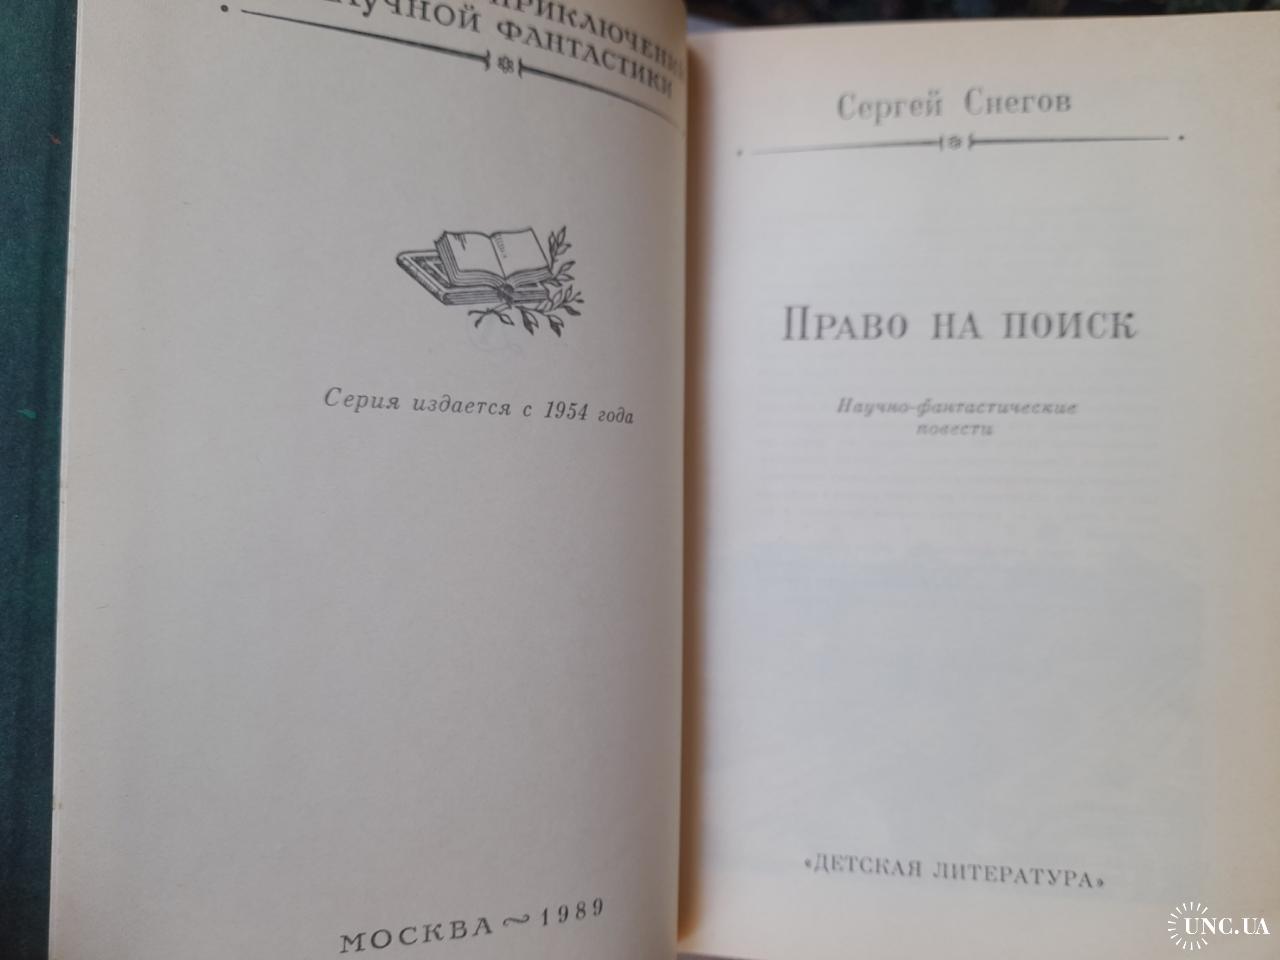 ПРИКЛЮЧЕНИЙ
НАУЧНОЙ ФАНТАСТИКИ
Серия издается с 1954 года
МОСКВА ~ 1989
Сергей Снегов
ПРАВО НА ПОИСК
Научно-фантастические
повести
«ДЕТСКАЯ ЛИТЕРАТУРА»
UNC.UA